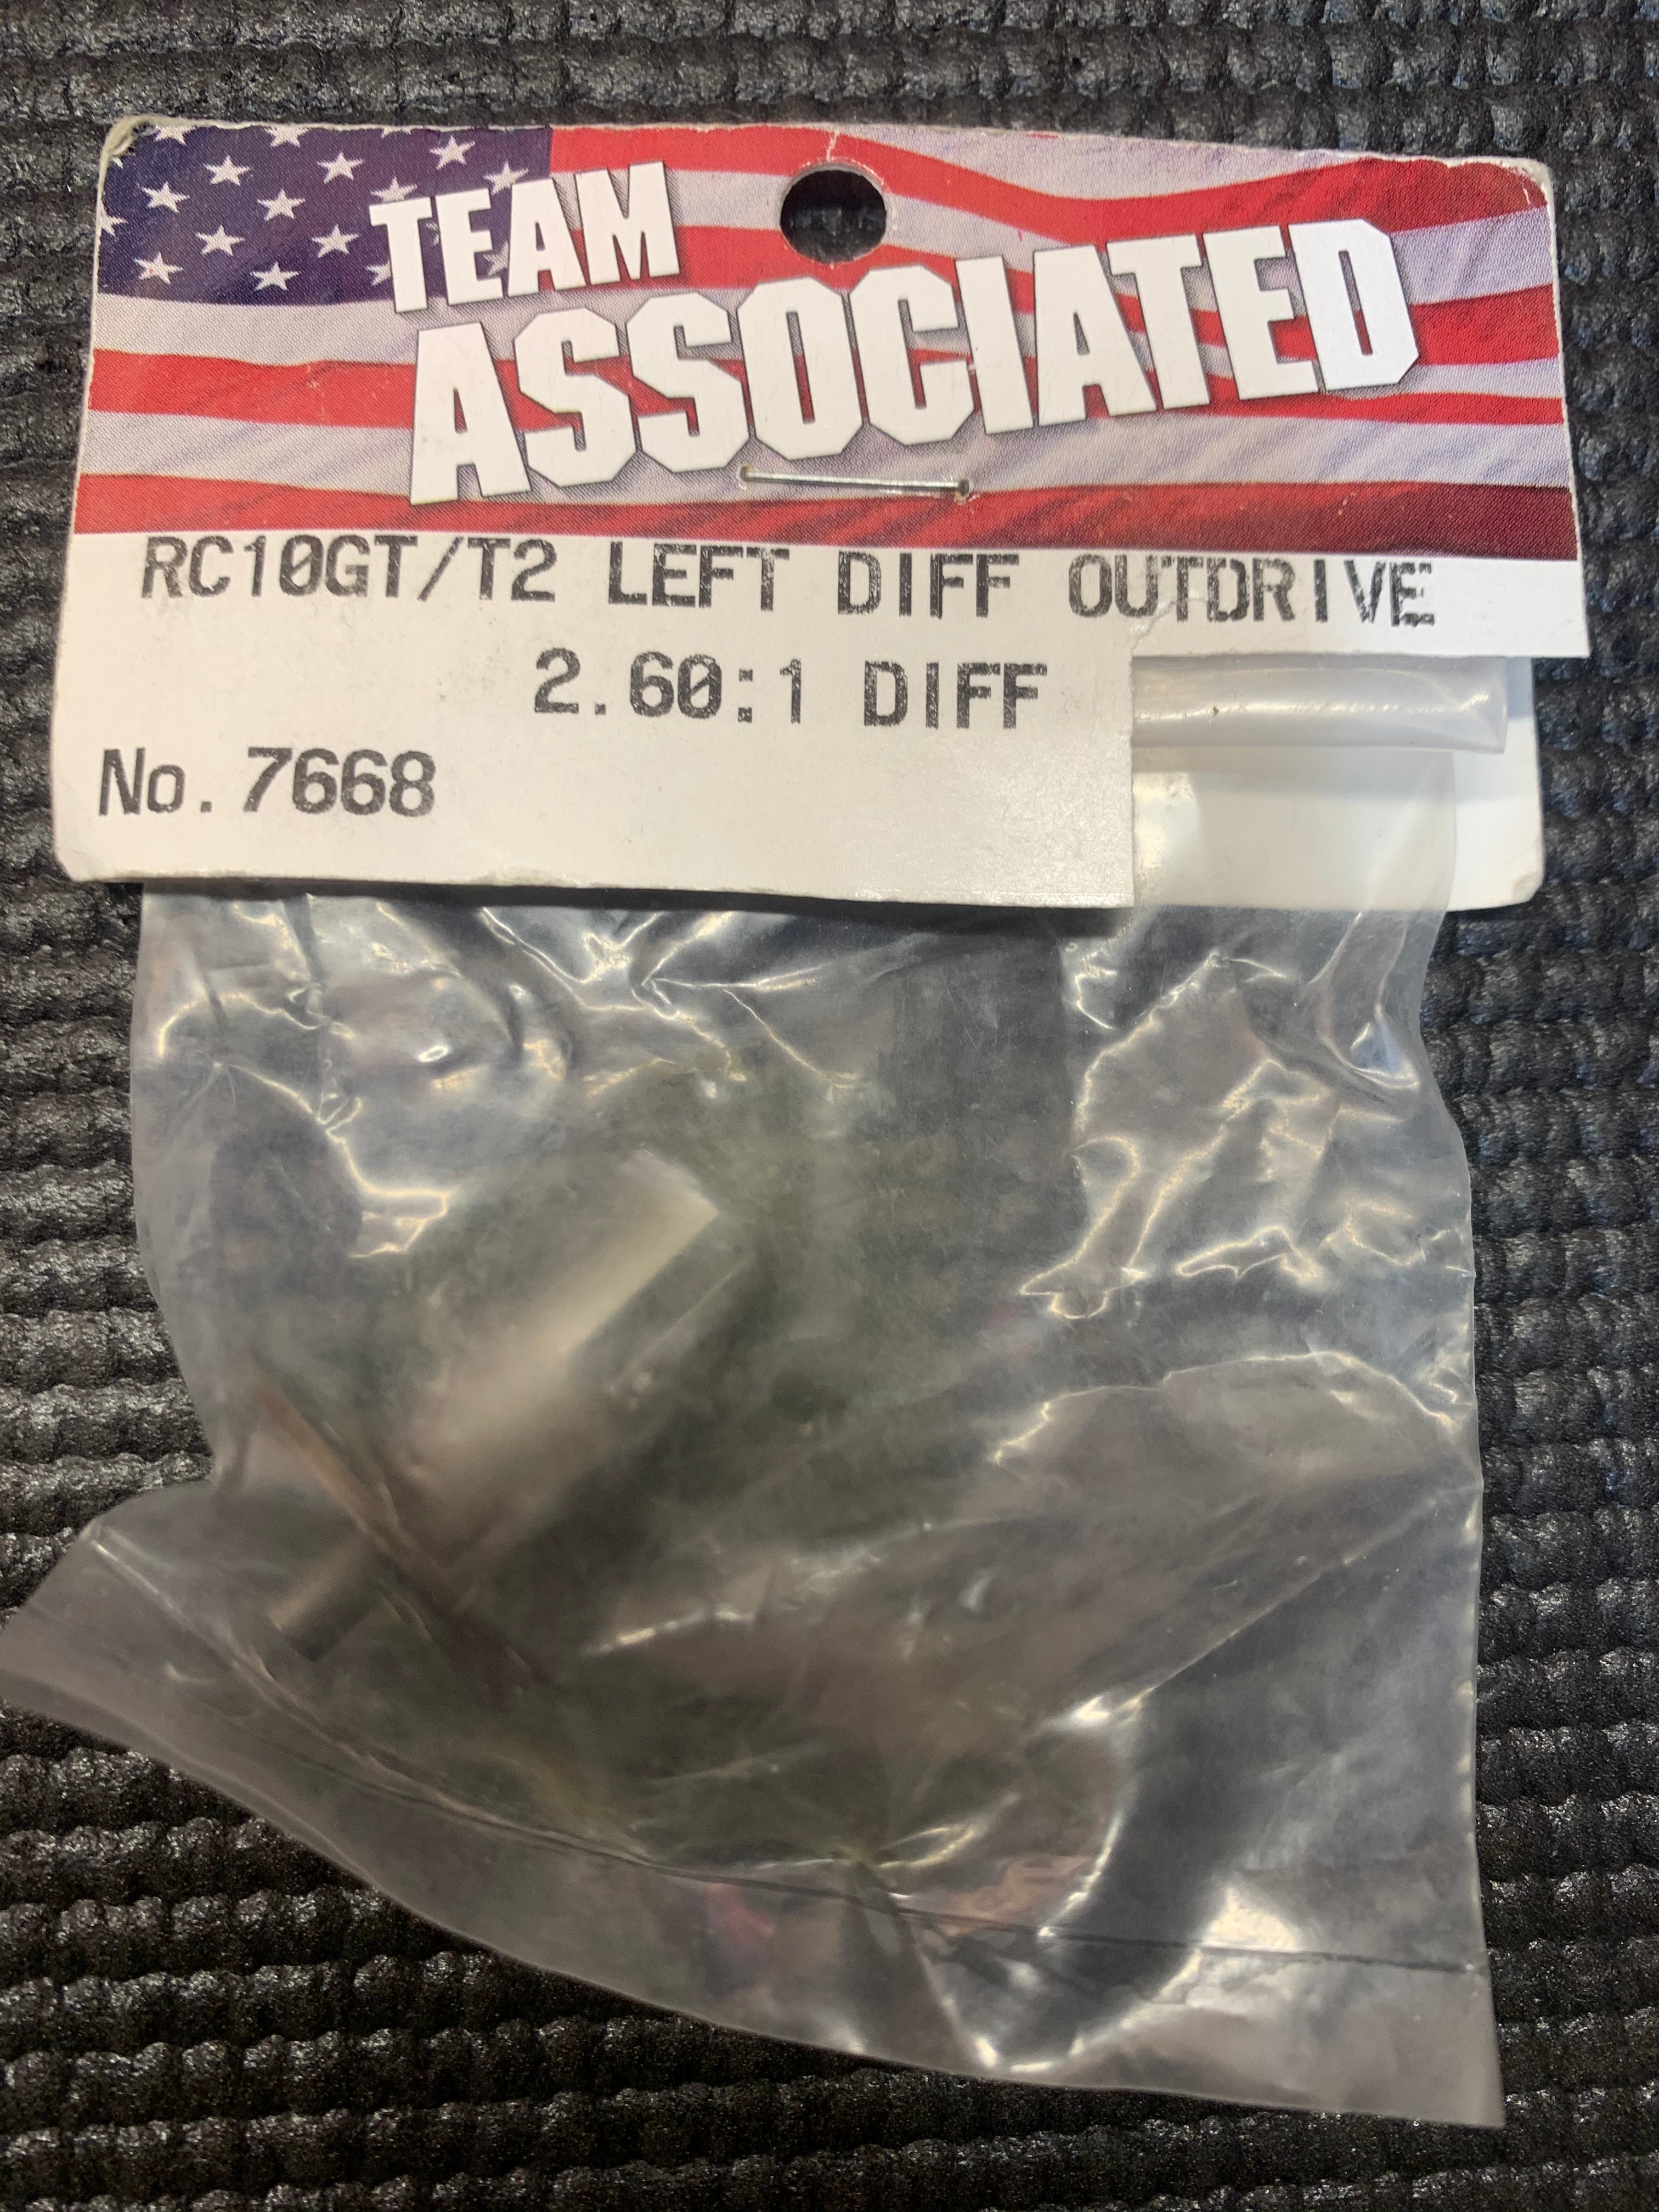 TEAM
ASSOCIATED
RC10GT/T2 LEFT DIFF OUTDRIVE
2.60:1 DIFF
No. 7668